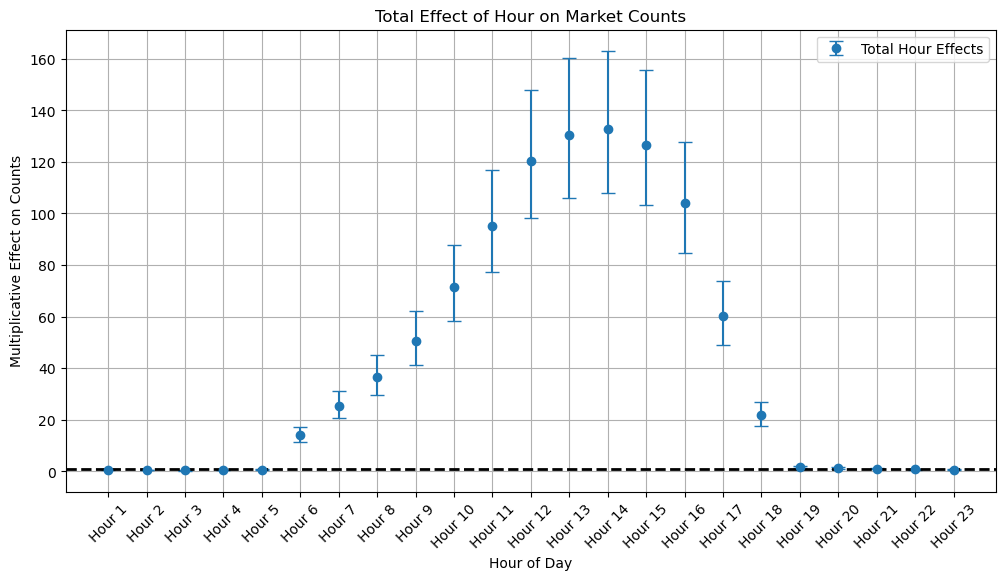 Total Effect of Hour on Market Counts
Total Hour Effects
Multiplicative Effect on Counts
160
140
120
100
80
60
40
20
0
Hour 1
Hour 2
Hour 3
Hour 4
Hour 5
Hour 6
Hour 7
Hour 8
Hour 9
Hour 10
Hour 11
Hour 12
Hour 13
Hour 14
Hour 15
Hour 16
Hour 17
Hour 18
Hour 19
Hour 20
Hour 21
Hour 22
Hour 23
Hour of Day